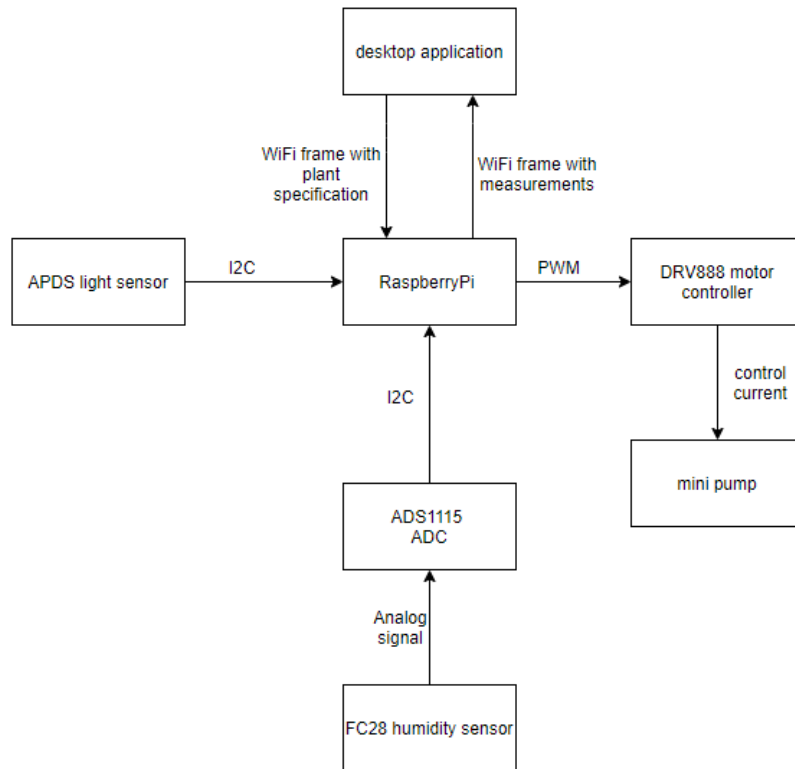 desktop application
WiFi frame with
plant
specification
WiFi frame with
measurements
APDS light sensor
I2C
RaspberryPi
PWM
DRV888 motor
controller
I2C
control
current
mini pump
ADS1115
ADC
Analog
signal
FC28 humidity sensor